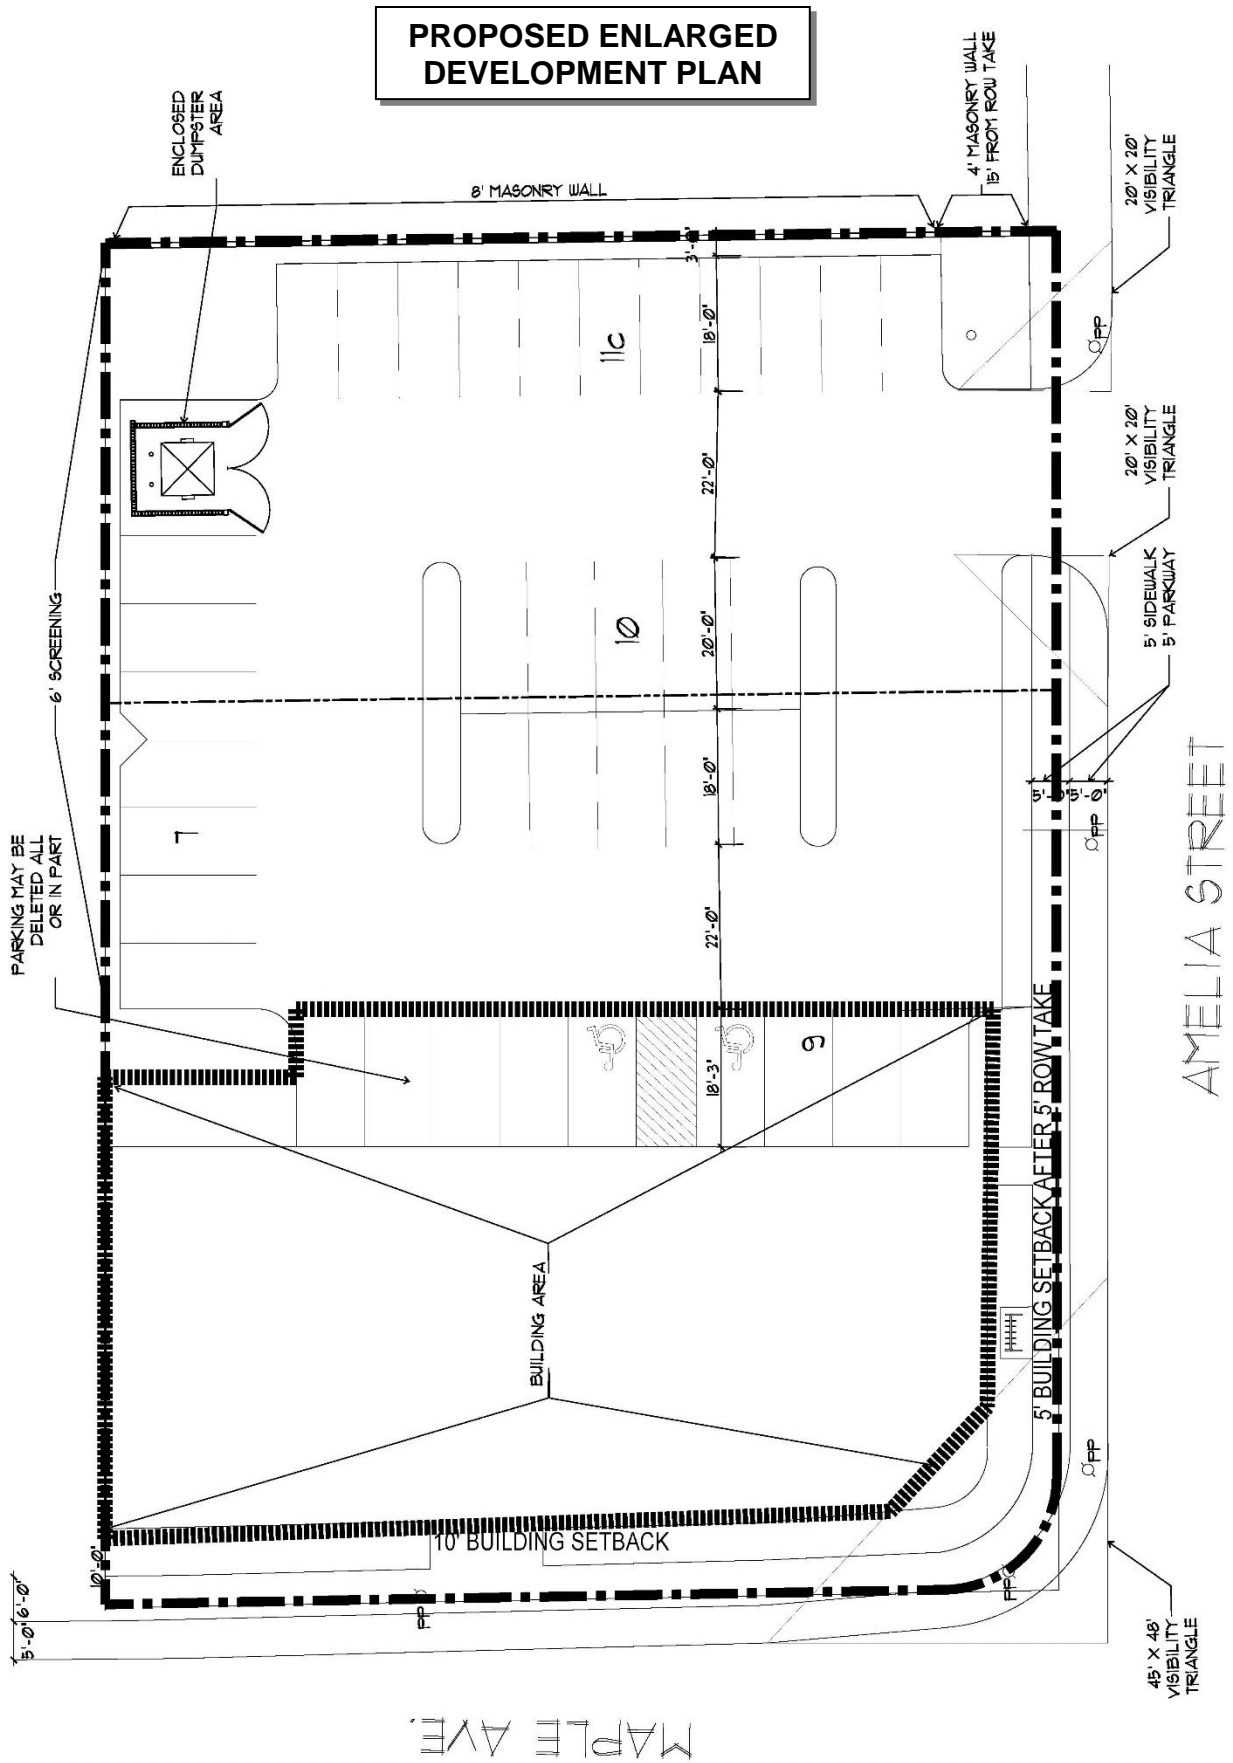 PROPOSED ENLARGED
DEVELOPMENT PLAN
ENCLOSED
DUMPSTER
AREA
8' MASONRY WALL
4' MASONRY WALL
15' FROM ROW TAKE
20' X 20'
VISIBILITY
TRIANGLE
3'-0"
18'-0"
11c
PP
22'-0"
20' X 20'
VISIBILITY
TRIANGLE
6' SCREENING
10
20'-0"
5' SIDEWALK
5' PARKWAY
18'-0"
5'-0"
5'-0"
PP
7
PARKING MAY BE
DELETED ALL
OR IN PART
22'-0"
AMELIA STREET
9
18'-3"
5' BUILDING SETBACK AFTER 5' ROW TAKE
BUILDING AREA
PP
10' BUILDING SETBACK
10'-0"
6'-0"
5'-0"
PP
PP
45' X 48'
VISIBILITY
TRIANGLE
MAPLE AVE.